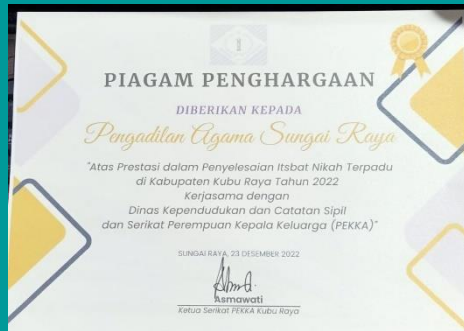 PIAGAM PENGHARGAAN
DIBERIKAN KEPADA
Pengadilan Agama Sungai Raya
"Atas Prestasi dalam Penyelesaian Itsbat Nikah Terpadu
di Kabupaten Kubu Raya Tahun 2022
Kerjasama dengan
Dinas Kependudukan dan Catatan Sipil
dan Serikat Perempuan Kepala Keluarga (PEKKA)"
SUNGAI RAYA, 23 DESEMBER 2022
Asmawati
Ketua Serikat PEKKA Kubu Raya